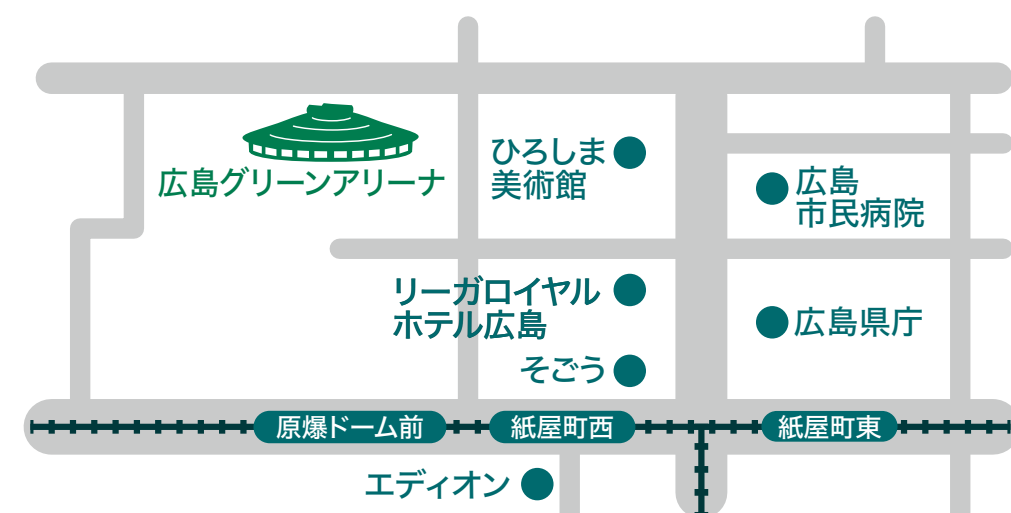 広島グリーンアリーナ
ひろしま
美術館
広島
市民病院
リーガロイヤル
ホテル広島
広島県庁
そごう
原爆ドーム前
紙屋町西
紙屋町東
エディオン